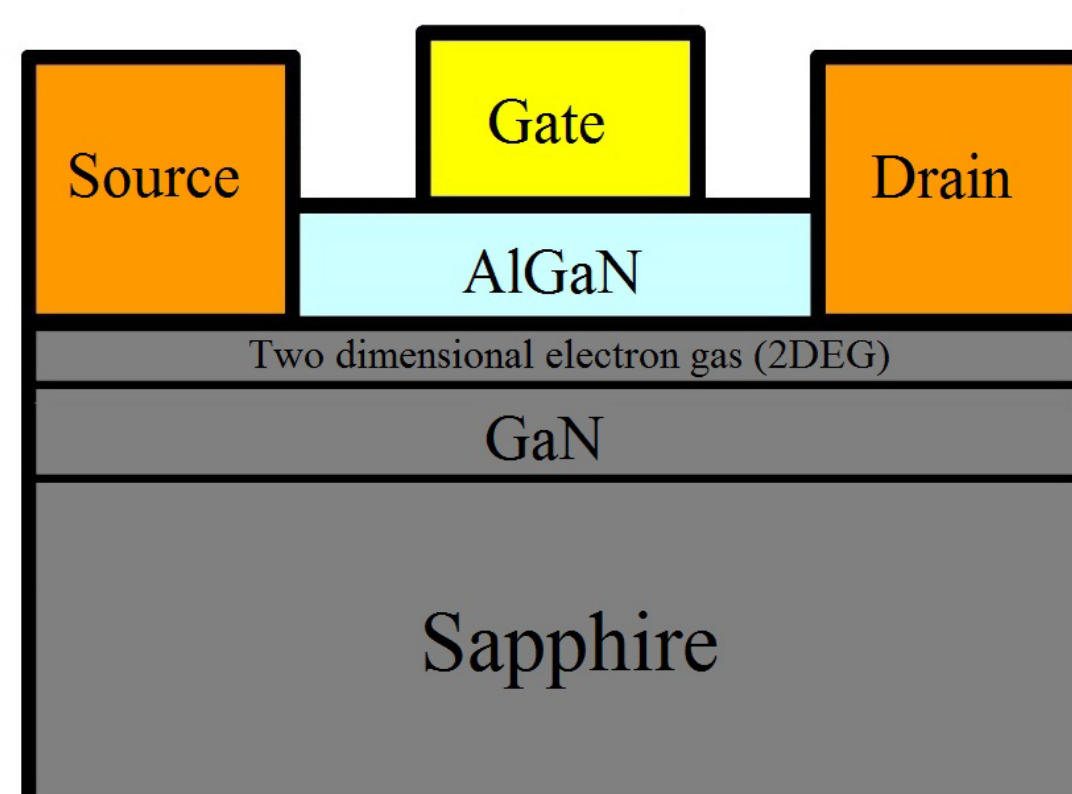 Gate
Source
Drain
AlGaN
Two dimensional electron gas (2DEG)
GaN
Sapphire